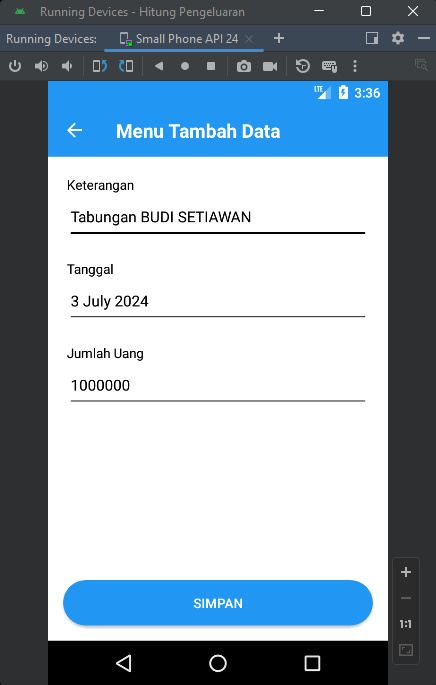 Running Devices - Hitung Pengeluaran
Running Devices: Small Phone API 24
LTE 3:36
Menu Tambah Data
Keterangan
Tabungan BUDI SETIAWAN
Tanggal
3 July 2024
Jumlah Uang
1000000
SIMPAN
1:1